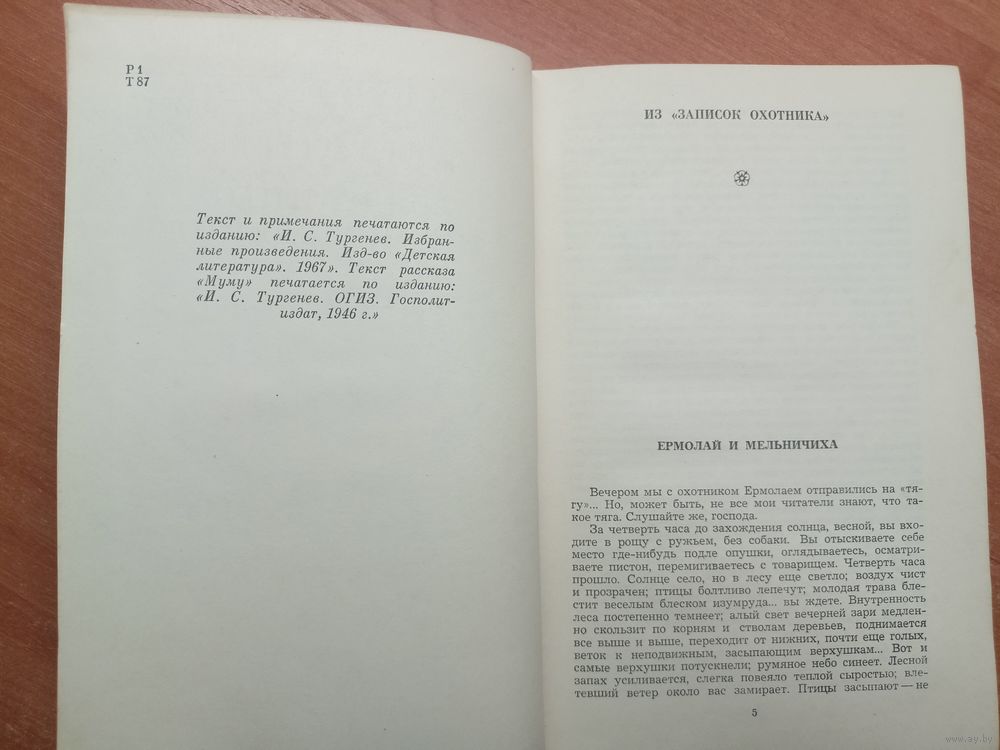 Р1
Т87
Текст и примечания печатаются по
изданию: «И. С. Тургенев. Избран-
ные произведения. Изд-во «Детская
литература». 1967». Текст рассказа
«Муму» печатается по изданию:
«И. С. Тургенев. ОГИЗ. Госполит-
издат, 1946 г.»
ИЗ «ЗАПИСОК ОХОТНИКА»
ЕРМОЛАЙ И МЕЛЬНИЧИХА
Вечером мы с охотником Ермолаем отправились на «тя-
гу»... Но, может быть, не все мои читатели знают, что та-
кое тяга. Слушайте же, господа.
За четверть часа до захождения солнца, весной, вы вхо-
дите в рощу с ружьем, без собаки. Вы отыскиваете себе
место где-нибудь подле опушки, оглядываетесь, осматри-
ваете пистон, перемигиваетесь с товарищем. Четверть часа
прошло. Солнце село, но в лесу еще светло; воздух чист
и прозрачен; птицы болтливо лепечут; молодая трава бле-
стит веселым блеском изумруда... вы ждете. Внутренность
леса постепенно темнеет; алый свет вечерней зари медлен-
но скользит по корням и стволам деревьев, поднимается
все выше и выше, переходит от нижних, почти еще голых,
веток к неподвижным, засыпающим верхушкам... Вот и
самые верхушки потускнели; румяное небо синеет. Лесной
запах усиливается, слегка повеяло теплой сыростью; вле-
тевший ветер около вас замирает. Птицы засыпают — не
5
www.ay.by